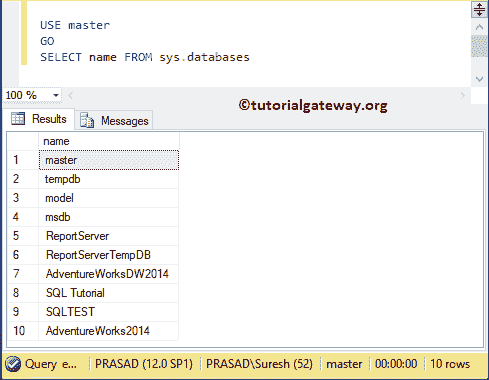 USE master
GO
SELECT name FROM sys.databases
100 %
©tutorialgateway.org
Results Messages
name
1 master
2 tempdb
3 model
4 msdb
5 ReportServer
6 ReportServerTempDB
7 AdventureWorksDW2014
8 SQL Tutorial
9 SQLTEST
10 AdventureWorks2014
Query e... PRASAD (12.0 SP1) PRASAD\Suresh (52) master 00:00:00 10 rows